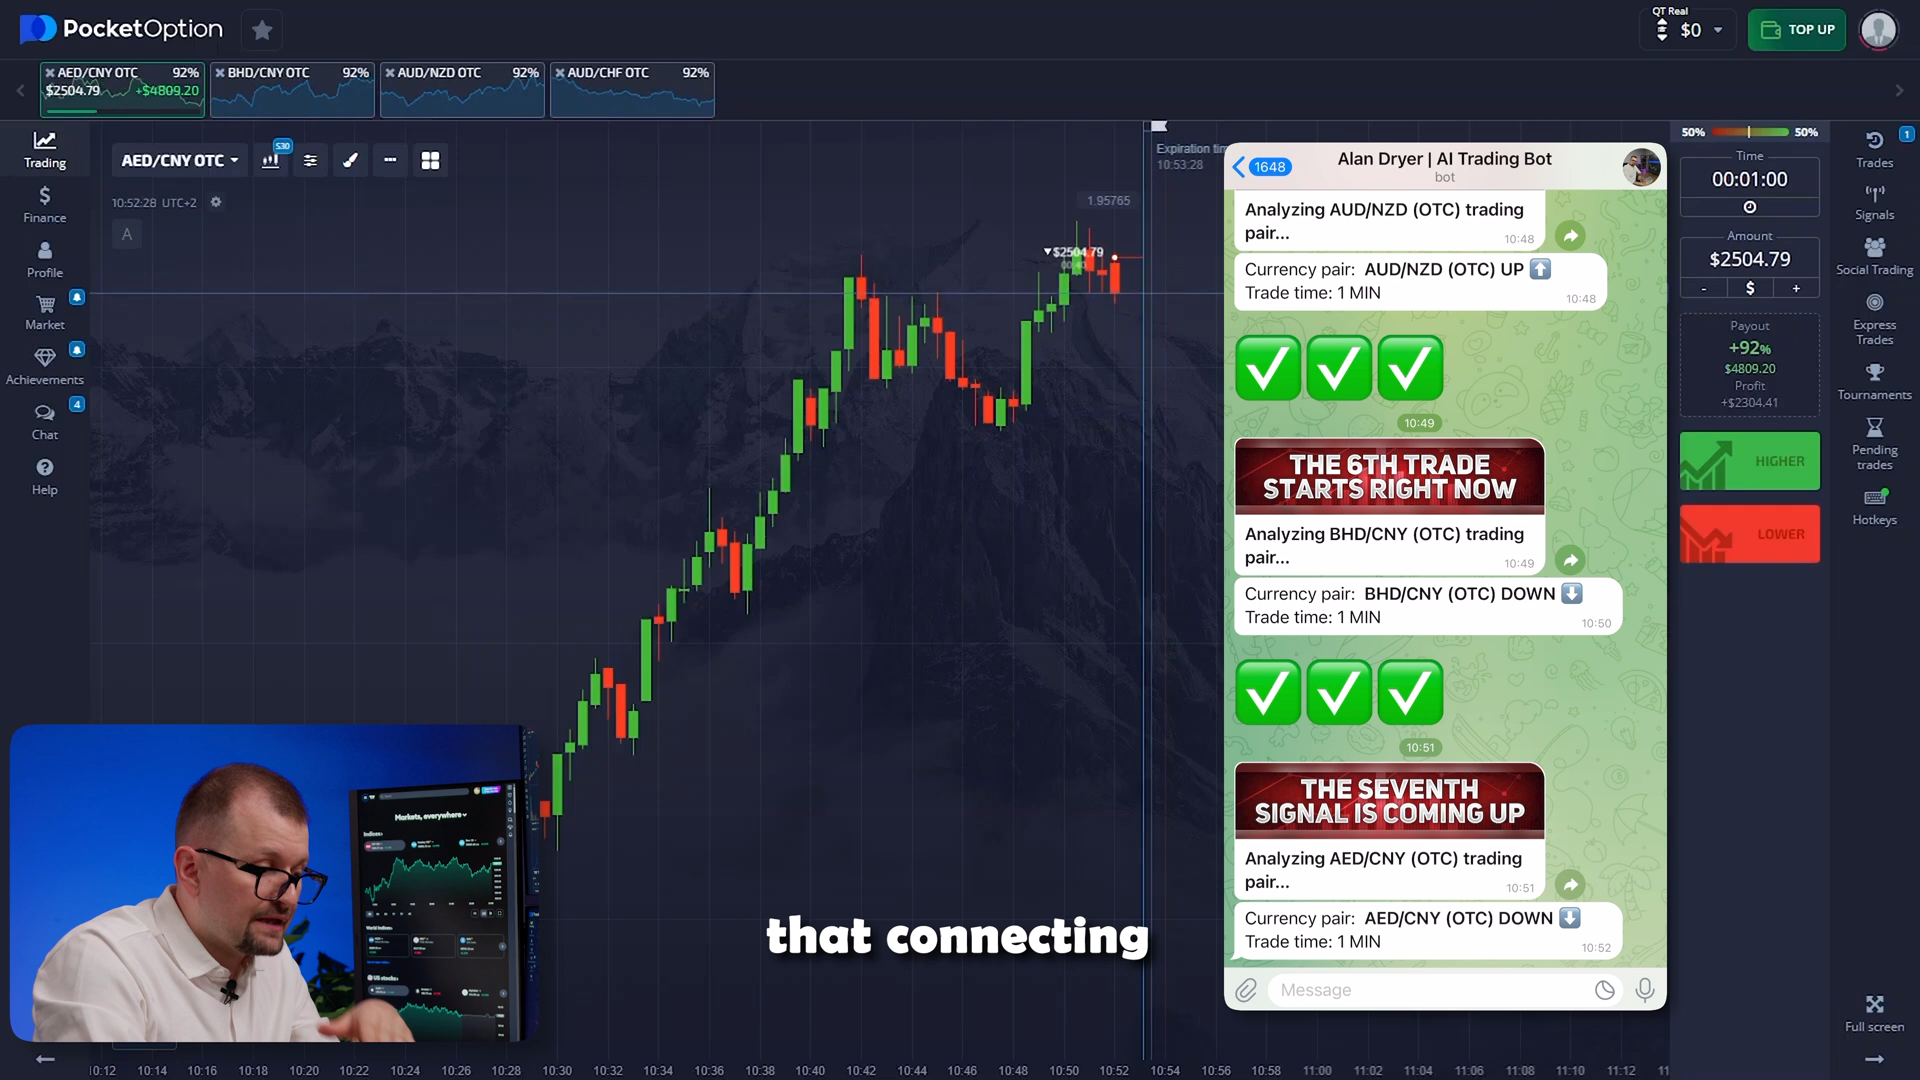 PocketOption
QT Real
$0
TOP UP
AED/CNY OTC 92%
$2504.79 +$4809.20
BHD/CNY OTC 92%
AUD/NZD OTC 92%
AUD/CHF OTC 92%
Trading
Finance
Profile
Market
Achievements
4
Chat
Help
AED/CNY OTC
S30
10:52:28 UTC+2
A
Expiration tim
10:53:28
1.95765
$2504.79
1648
Alan Dryer | AI Trading Bot
bot
Analyzing AUD/NZD (OTC) trading
pair...
10:48
Currency pair: AUD/NZD (OTC) UP
Trade time: 1 MIN
10:48
10:49
THE 6TH TRADE
STARTS RIGHT NOW
Analyzing BHD/CNY (OTC) trading
pair...
10:49
Currency pair: BHD/CNY (OTC) DOWN
Trade time: 1 MIN
10:50
10:51
THE SEVENTH
SIGNAL IS COMING UP
Analyzing AED/CNY (OTC) trading
pair...
10:51
Currency pair: AED/CNY (OTC) DOWN
Trade time: 1 MIN
10:52
Message
50% 50%
Time
00:01:00
Amount
$2504.79
- $ +
Payout
+92%
$4809.20
Profit
+$2304.41
HIGHER
LOWER
1
Trades
Signals
Social Trading
Express
Trades
Tournaments
Pending
trades
Hotkeys
Full screen
Markets, everywhere
Indices
US stocks
that connecting
10:12 10:14 10:16 10:18 10:20 10:22 10:24 10:26 10:28 10:30 10:32 10:34 10:36 10:38 10:40 10:42 10:44 10:46 10:48 10:50 10:52 10:54 10:56 10:58 11:00 11:02 11:04 11:06 11:08 11:10 11:12